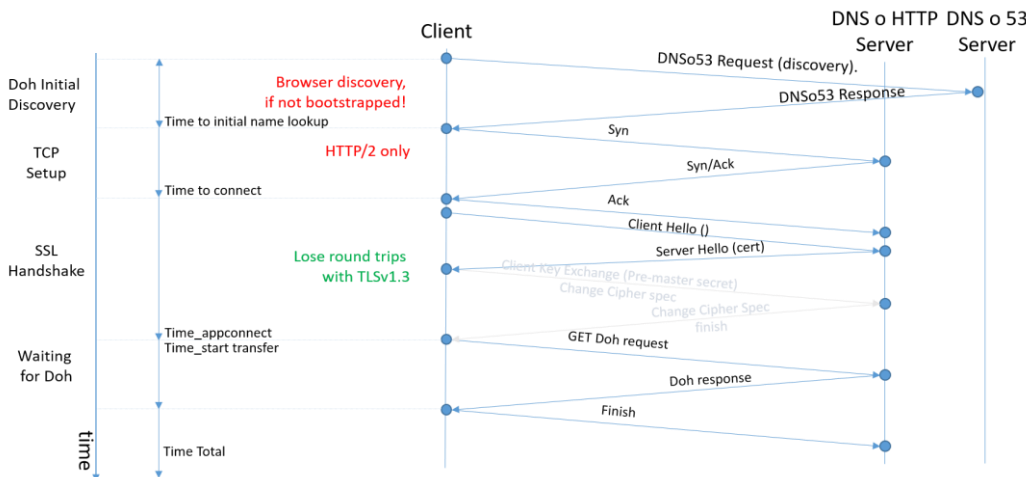 Client
DNS o HTTP
Server
DNS o 53
Server
Doh Initial
Discovery
Browser discovery,
if not bootstrapped!
DNSo53 Request (discovery).
DNSo53 Response
Time to initial name lookup
Syn
TCP
Setup
HTTP/2 only
Syn/Ack
Time to connect
Ack
Client Hello ()
SSL
Handshake
Lose round trips
with TLSv1.3
Server Hello (cert)
Client Key Exchange (Pre-master secret)
Change Cipher spec
Change Cipher Spec
finish
Time_appconnect
Time_start transfer
GET Doh request
Waiting
for Doh
Doh response
Finish
time
Time Total